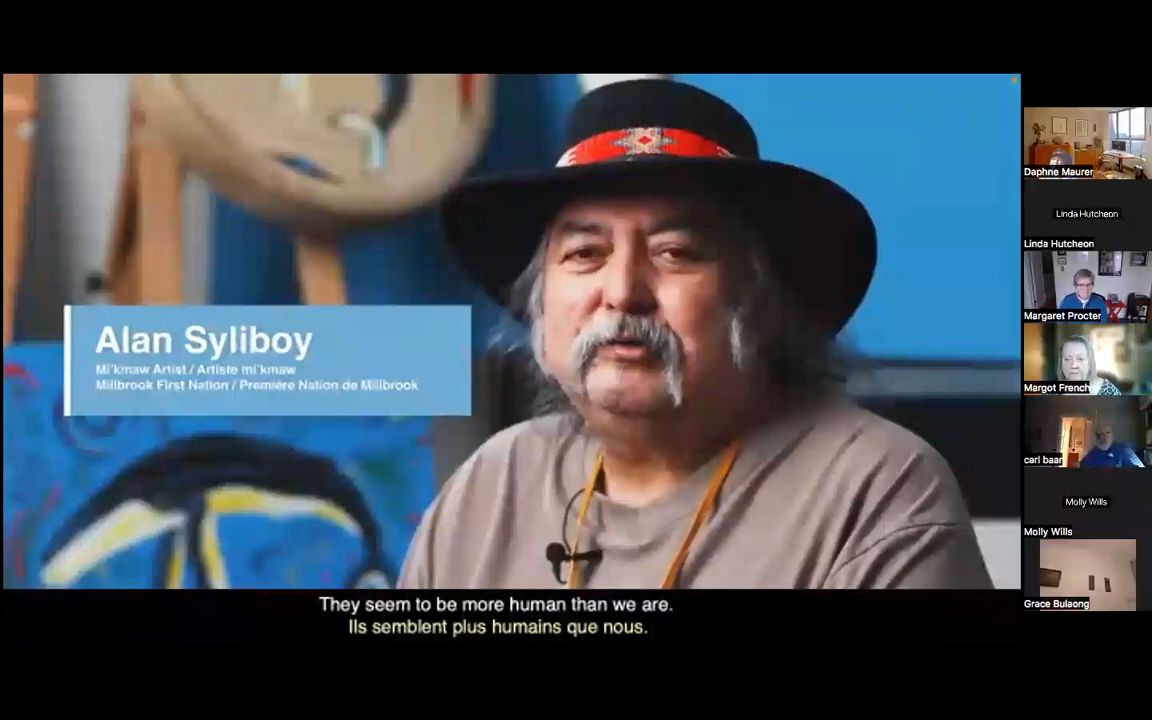 Alan Syliboy
Mi'kmaw Artist / Artiste mi'kmaw
Millbrook First Nation / Première Nation de Millbrook
They seem to be more human than we are.
Ils semblent plus humains que nous.
Daphne Maurer
Linda Hutcheon
Linda Hutcheon
Margaret Procter
Margot French
carl baar
Molly Wills
Molly Wills
Grace Bulaong